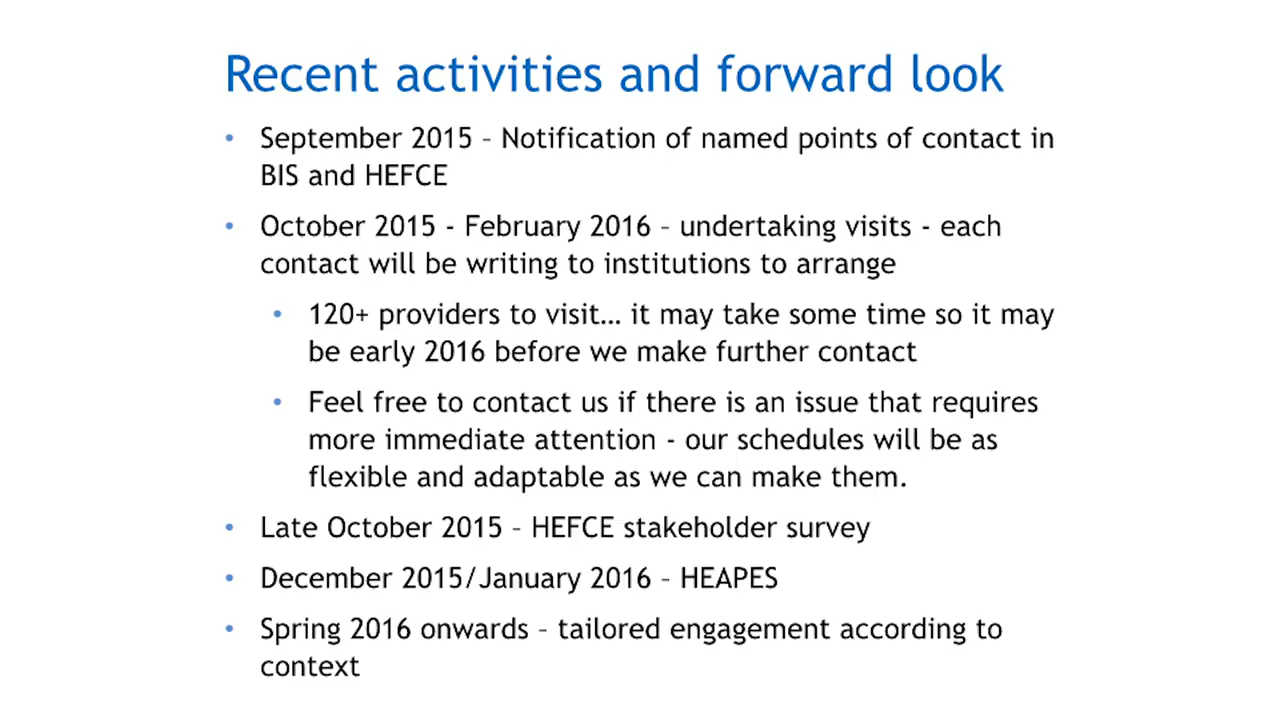 Recent activities and forward look
• September 2015 – Notification of named points of contact in
BIS and HEFCE
• October 2015 - February 2016 – undertaking visits - each
contact will be writing to institutions to arrange
• 120+ providers to visit… it may take some time so it may
be early 2016 before we make further contact
• Feel free to contact us if there is an issue that requires
more immediate attention - our schedules will be as
flexible and adaptable as we can make them.
• Late October 2015 – HEFCE stakeholder survey
• December 2015/January 2016 – HEAPES
• Spring 2016 onwards – tailored engagement according to
context